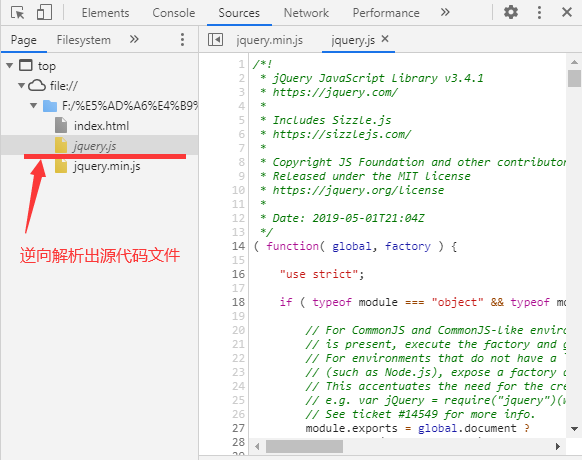 Elements Console Sources Network Performance »
Page Filesystem » jquery.min.js jquery.js ×
top
file://
F:/%E5%AD%A6%E4%B9%
index.html
jquery.js
jquery.min.js
逆向解析出源代码文件
1 /*!
2 * jQuery JavaScript Library v3.4.1
3 * https://jquery.com/
4 *
5 * Includes Sizzle.js
6 * https://sizzlejs.com/
7 *
8 * Copyright JS Foundation and other contributor
9 * Released under the MIT license
10 * https://jquery.org/license
11 *
12 * Date: 2019-05-01T21:04Z
13 */
14 ( function( global, factory ) {
15
16 "use strict";
17
18 if ( typeof module === "object" && typeof m
19
20 // For CommonJS and CommonJS-like enviro
21 // is present, execute the factory and g
22 // For environments that do not have a `
23 // (such as Node.js), expose a factory a
24 // This accentuates the need for the cre
25 // e.g. var jQuery = require("jquery")(w
26 // See ticket #14549 for more info.
27 module.exports = global.document ?
28